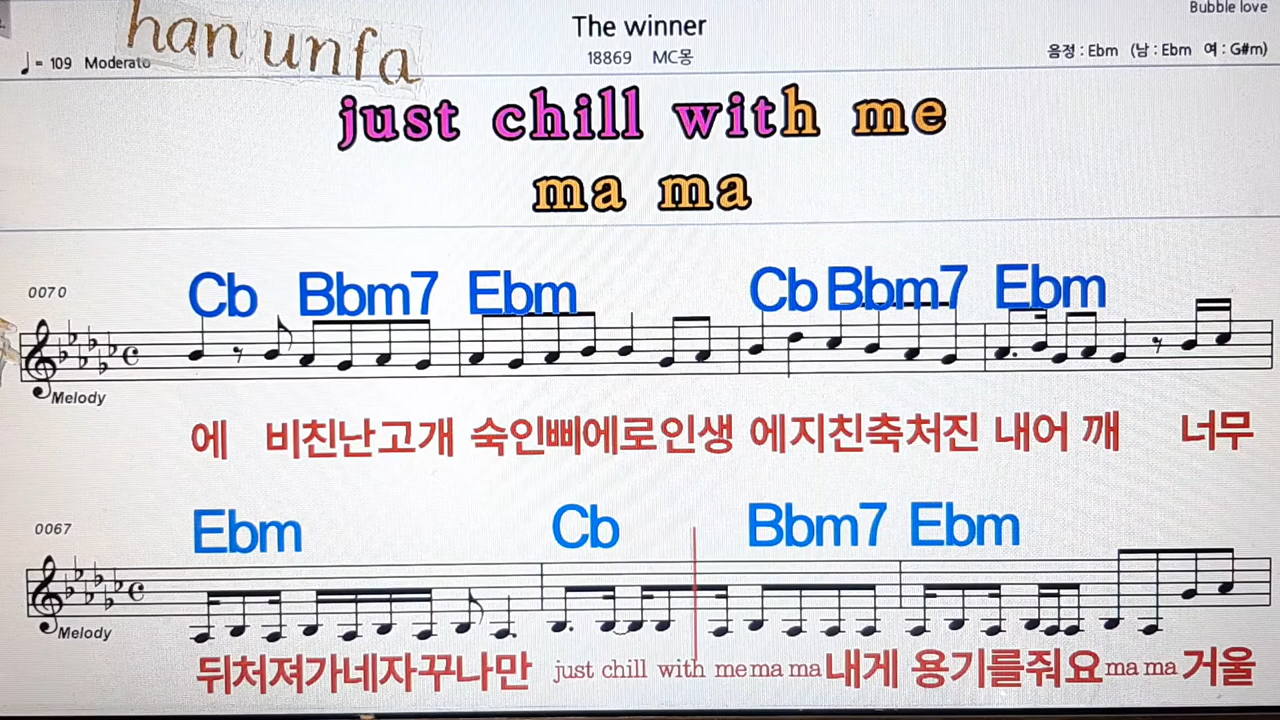 han unfa
The winner
Bubble love
♩= 109 Moderato
18869 MC몽
음정 : Ebm (남 : Ebm 여 : G#m)
just chill with me
ma ma
0070
Cb Bbm7 Ebm Cb Bbm7 Ebm
Melody
에 비친난고개 숙인삐에로인생 에지친축처진 내어 깨 너무
0067
Ebm Cb Bbm7 Ebm
Melody
뒤처져가네자꾸나만 just chill with me ma ma 내게 용기를줘요 ma ma 거울